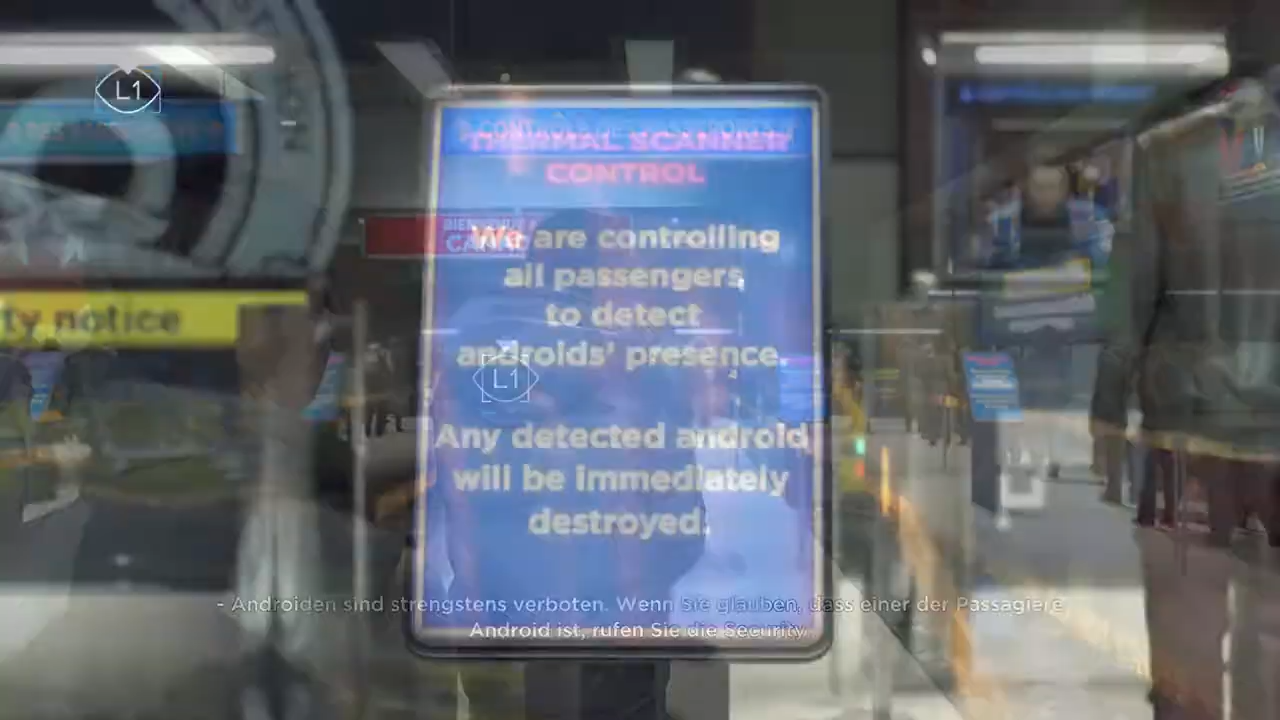 L1
THERMAL SCANNER
CONTROL
We are controlling
all passengers
to detect
androids' presence.
ty notice
L1
Any detected android
will be immediately
destroyed.
- Androiden sind strengstens verboten. Wenn Sie glauben, dass einer der Passagiere
Android ist, rufen Sie die Security